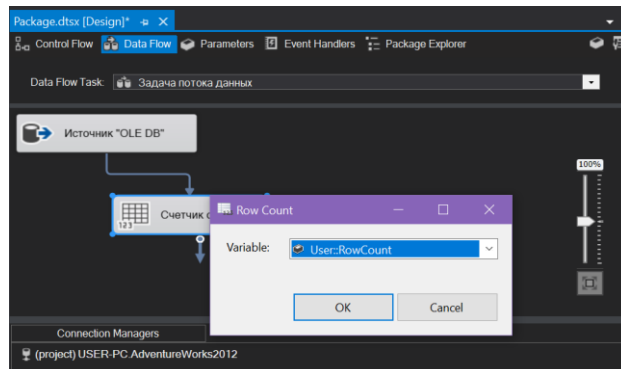 Package.dtsx [Design]*
Control Flow Data Flow Parameters Event Handlers Package Explorer
Data Flow Task: Задача потока данных
Источник "OLE DB"
100%
Счетчик
123
Row Count
Variable: User::RowCount
OK Cancel
Connection Managers
(project) USER-PC.AdventureWorks2012